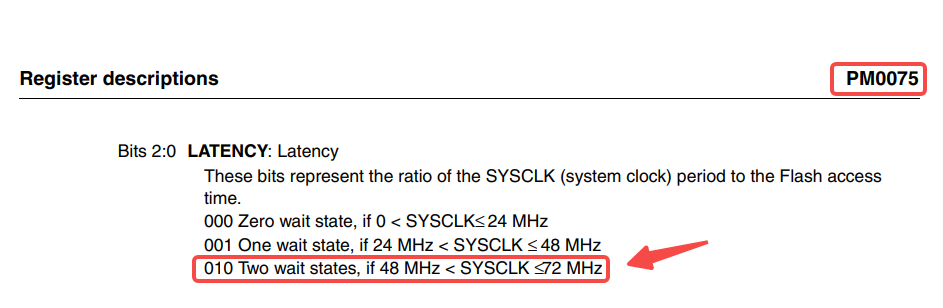 Register descriptions PM0075
Bits 2:0 LATENCY: Latency
These bits represent the ratio of the SYSCLK (system clock) period to the Flash access
time.
000 Zero wait state, if 0 < SYSCLK≤ 24 MHz
001 One wait state, if 24 MHz < SYSCLK ≤ 48 MHz
010 Two wait states, if 48 MHz < SYSCLK ≤72 MHz